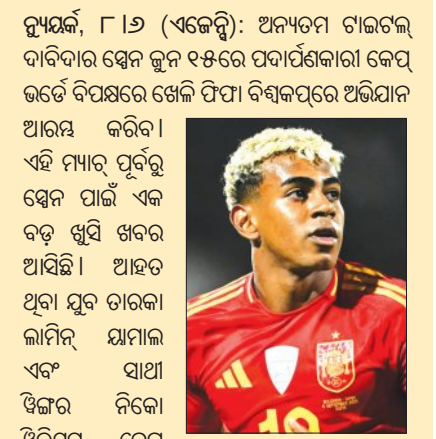 ନ୍ୟୁୟର୍କ, ୮।୬ (ଏଜେନ୍ସି): ଅନ୍ୟତମ ଟାଇଟଲ୍
ଦାବିଦାର ସ୍ପେନ ଜୁନ ୧୫ରେ ପଦାର୍ପଣକାରୀ କେପ୍
ଭର୍ଡେ ବିପକ୍ଷରେ ଖେଳି ଫିଫା ବିଶ୍ୱକପ୍‌ରେ ଅଭିଯାନ
ଆରମ୍ଭ କରିବ।
ଏହି ମ୍ୟାଚ୍ ପୂର୍ବରୁ
ସ୍ପେନ ପାଇଁ ଏକ
ବଡ଼ ଖୁସି ଖବର
ଆସିଛି। ଆହତ
ଥିବା ଯୁବ ତାରକା
ଲାମିନ୍ ୟାମାଲ
ଏବଂ ସାଥୀ
ୱିଙ୍ଗର ନିକୋ